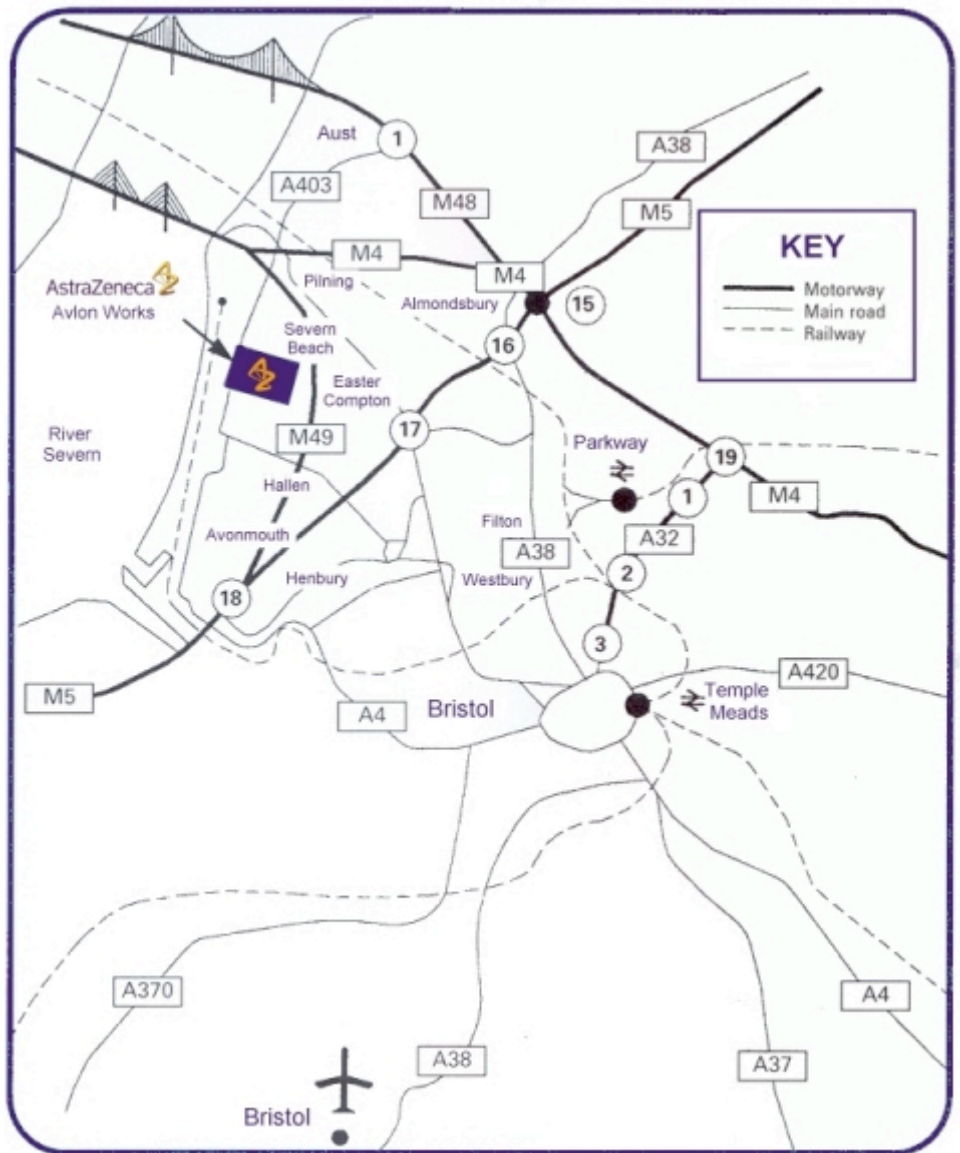 Aust
1
A38
A403
M48
M5
KEY
Motorway
Main road
Railway
M4
M4
Pilning
AstraZeneca
Avlon Works
Almondsbury
15
16
Severn
Beach
Easter
Compton
River
Severn
M49
17
Parkway
19
1
M4
Hallen
Filton
Avonmouth
A38
A32
Henbury
Westbury
2
18
3
M5
A4
Bristol
Temple
Meads
A420
A370
A4
A38
A37
Bristol